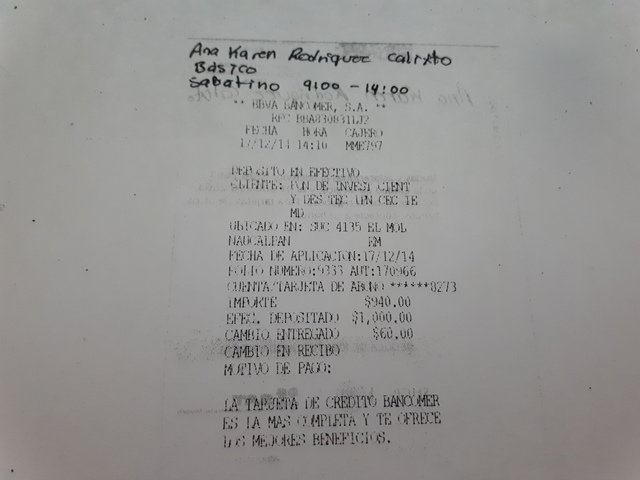 Ana Karen Rodriguez Calixto
Básico
Sabatino 9:00 - 14:00
** BBVA BANCOMER, S.A. **
RFC BBA830831LJ2
FECHA HORA CAJERO
17/12/14 14:10 MME797
DEPOSITO EN EFECTIVO
CLIENTE: FON DE INVEST CIENT
Y DES TEC IPN CEC IE
MD
UBICADO EN: SUC 4135 EL MOL
NAUCALPAN EM
FECHA DE APLICACION:17/12/14
FOLIO NUMERO:9333 AUT:170966
CUENTA/TARJETA DE ABONO ******8273
IMPORTE $940.00
EFEC. DEPOSITADO $1,000.00
CAMBIO ENTREGADO $60.00
CAMBIO EN RECIBO
MOTIVO DE PAGO:
LA TARJETA DE CREDITO BANCOMER
ES LA MAS COMPLETA Y TE OFRECE
LOS MEJORES BENEFICIOS.